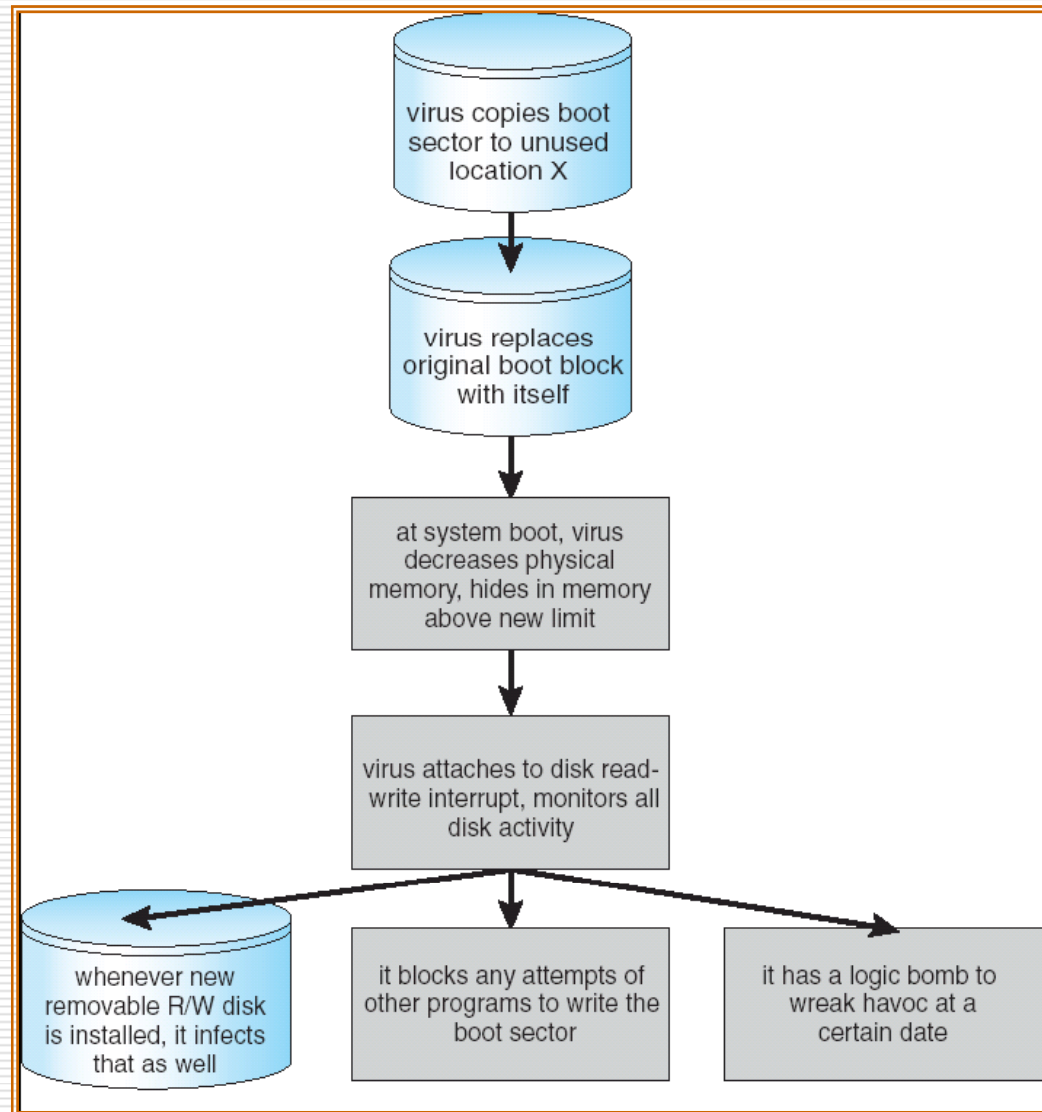 virus copies boot
sector to unused
location X
virus replaces
original boot block
with itself
at system boot, virus
decreases physical
memory, hides in memory
above new limit
virus attaches to disk read-
write interrupt, monitors all
disk activity
whenever new
removable R/W disk
is installed, it infects
that as well
it blocks any attempts of
other programs to write the
boot sector
it has a logic bomb to
wreak havoc at a
certain date